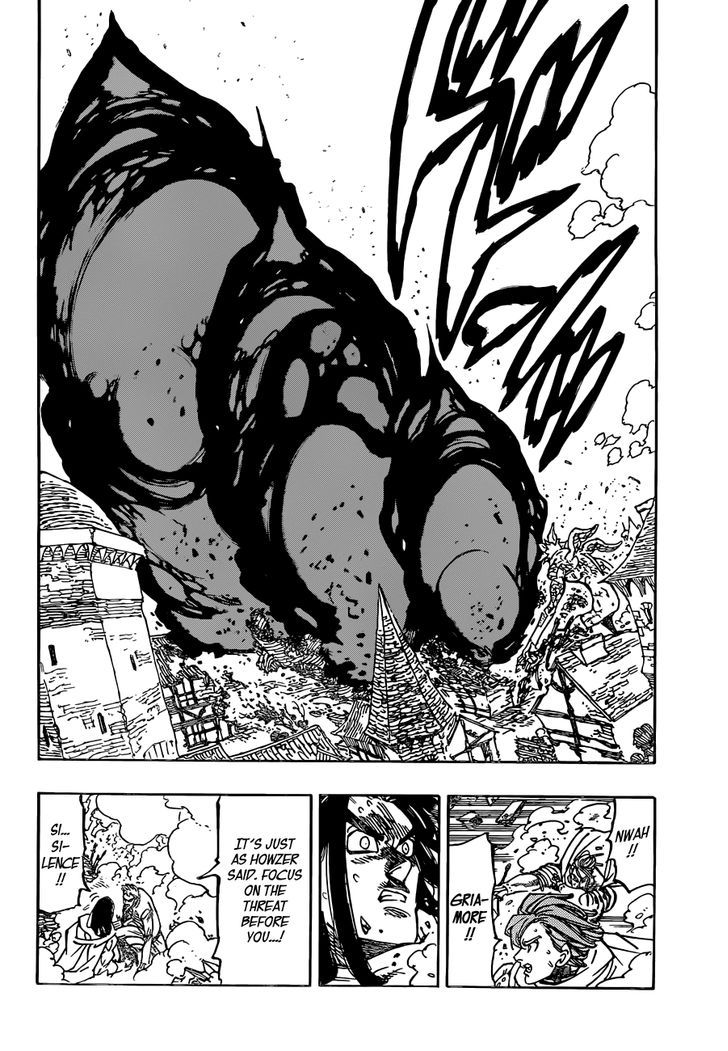 NWAH
!!
GRIA-
MORE
!!
IT'S JUST
AS HOWZER
SAID. FOCUS
ON THE
THREAT
BEFORE
YOU...!
SI...
SI-
LENCE
!!